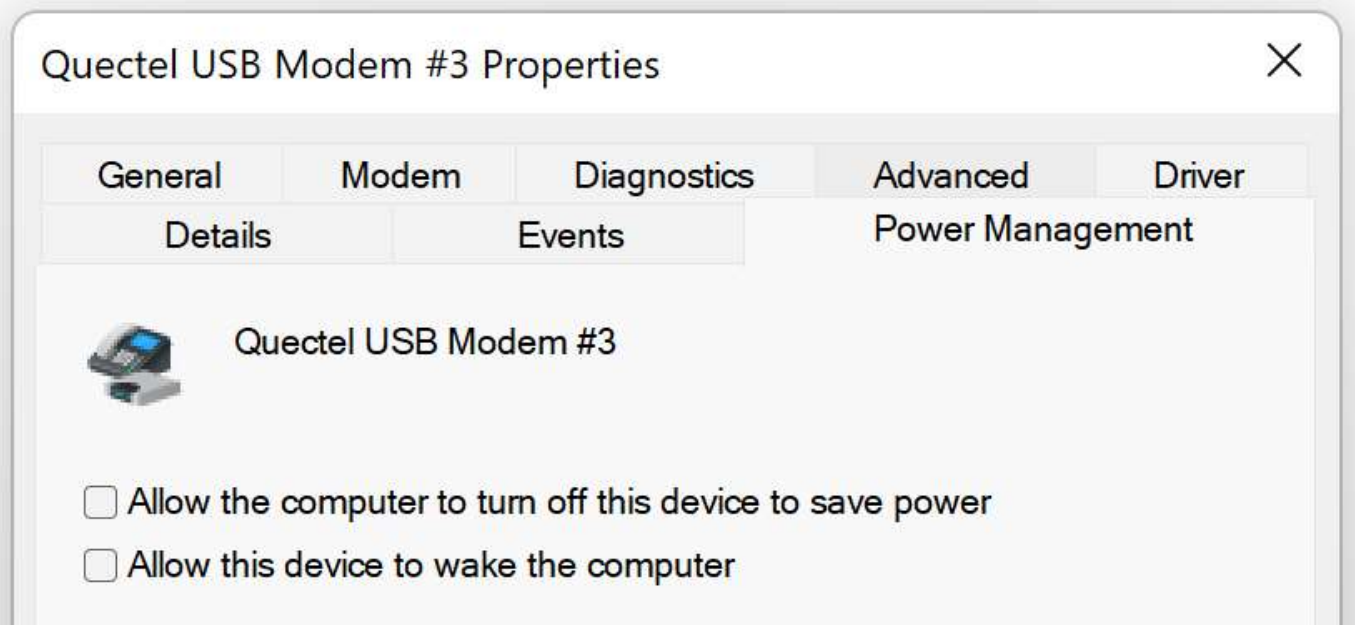 Quectel USB Modem #3 Properties
General Modem Diagnostics Advanced Driver
Details Events Power Management
Quectel USB Modem #3
Allow the computer to turn off this device to save power
Allow this device to wake the computer